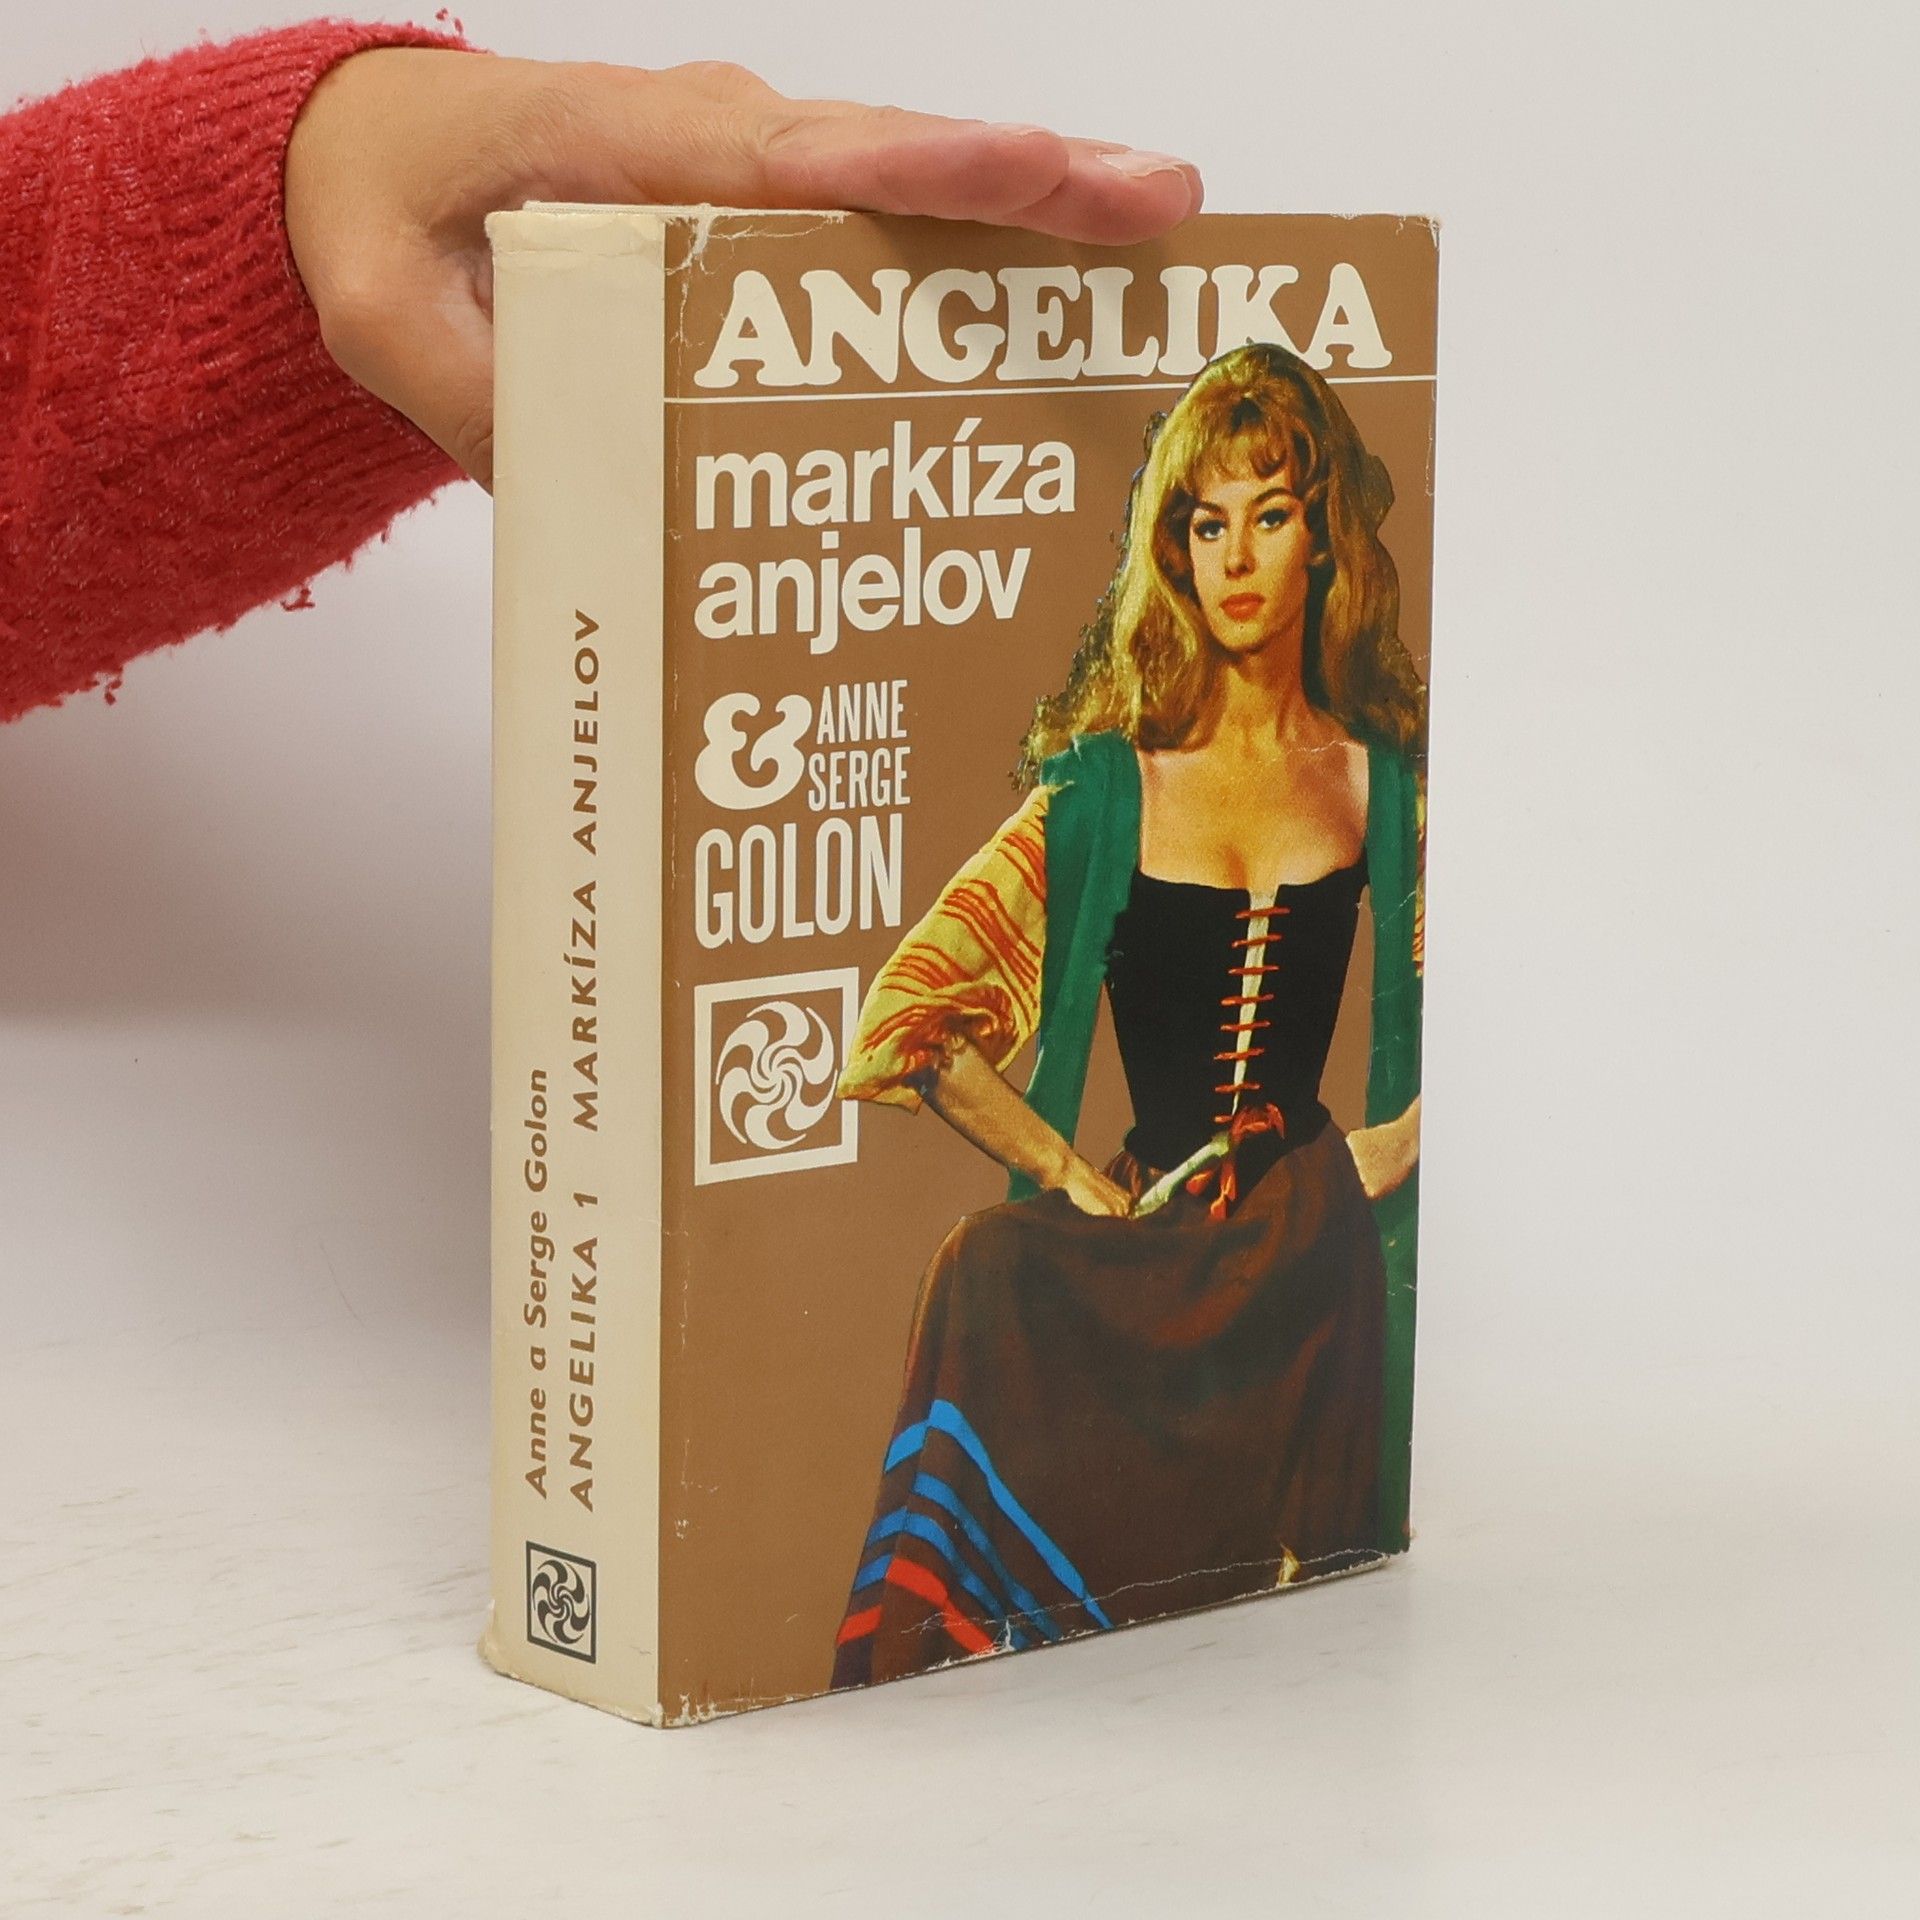 ANGELIKA
markíza
anjelov
& ANNE
SERGE
GOLON
Anne a Serge Golon
ANGELIKA 1 MARKÍZA ANJELOV